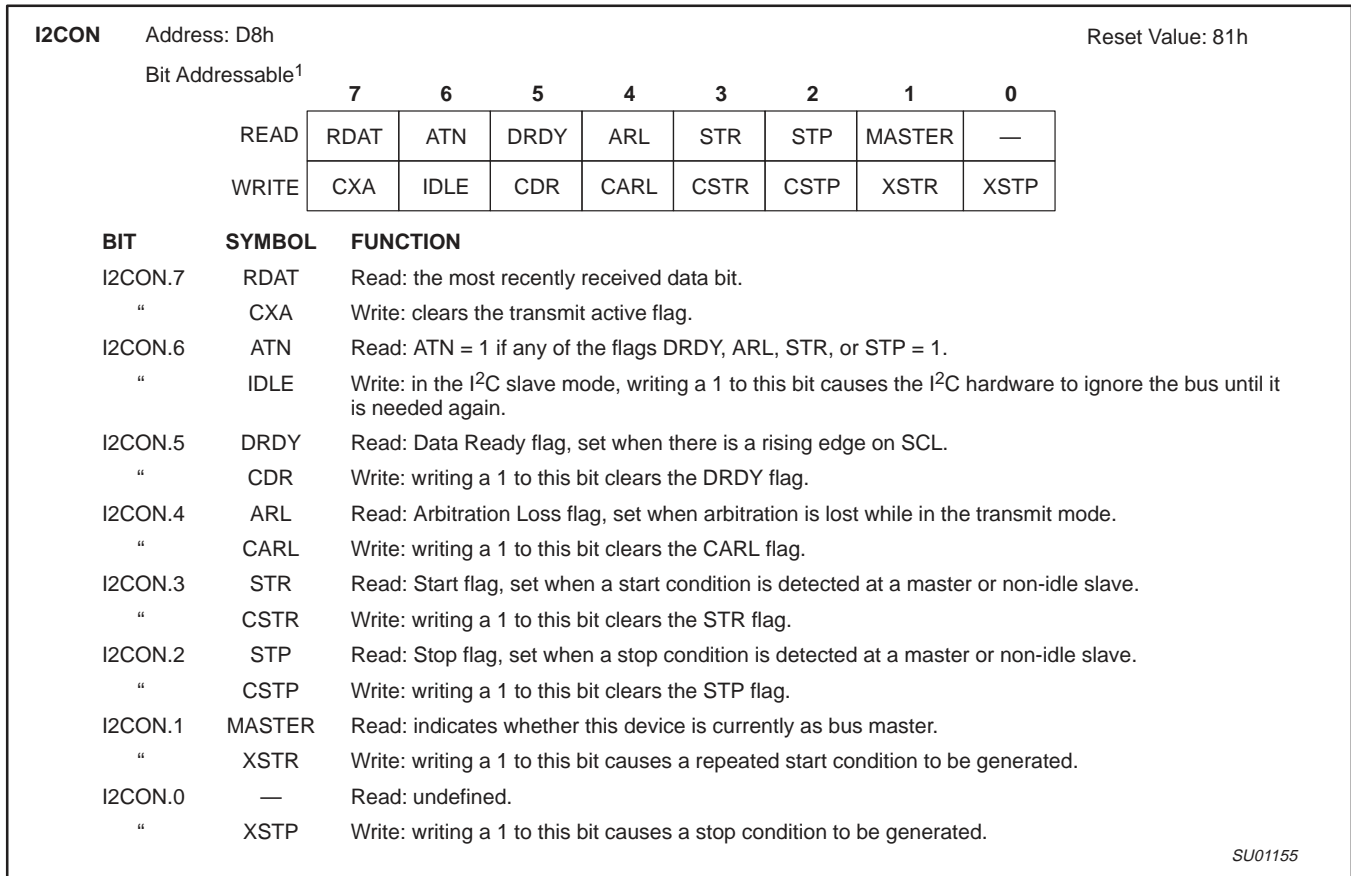 I2CON Address: D8h Reset Value: 81h
Bit Addressable1
7 6 5 4 3 2 1 0
READ RDAT ATN DRDY ARL STR STP MASTER —
WRITE CXA IDLE CDR CARL CSTR CSTP XSTR XSTP
BIT SYMBOL FUNCTION
I2CON.7 RDAT Read: the most recently received data bit.
“ CXA Write: clears the transmit active flag.
I2CON.6 ATN Read: ATN = 1 if any of the flags DRDY, ARL, STR, or STP = 1.
“ IDLE Write: in the I2C slave mode, writing a 1 to this bit causes the I2C hardware to ignore the bus until it
is needed again.
I2CON.5 DRDY Read: Data Ready flag, set when there is a rising edge on SCL.
“ CDR Write: writing a 1 to this bit clears the DRDY flag.
I2CON.4 ARL Read: Arbitration Loss flag, set when arbitration is lost while in the transmit mode.
“ CARL Write: writing a 1 to this bit clears the CARL flag.
I2CON.3 STR Read: Start flag, set when a start condition is detected at a master or non-idle slave.
“ CSTR Write: writing a 1 to this bit clears the STR flag.
I2CON.2 STP Read: Stop flag, set when a stop condition is detected at a master or non-idle slave.
“ CSTP Write: writing a 1 to this bit clears the STP flag.
I2CON.1 MASTER Read: indicates whether this device is currently as bus master.
“ XSTR Write: writing a 1 to this bit causes a repeated start condition to be generated.
I2CON.0 — Read: undefined.
“ XSTP Write: writing a 1 to this bit causes a stop condition to be generated.
SU01155